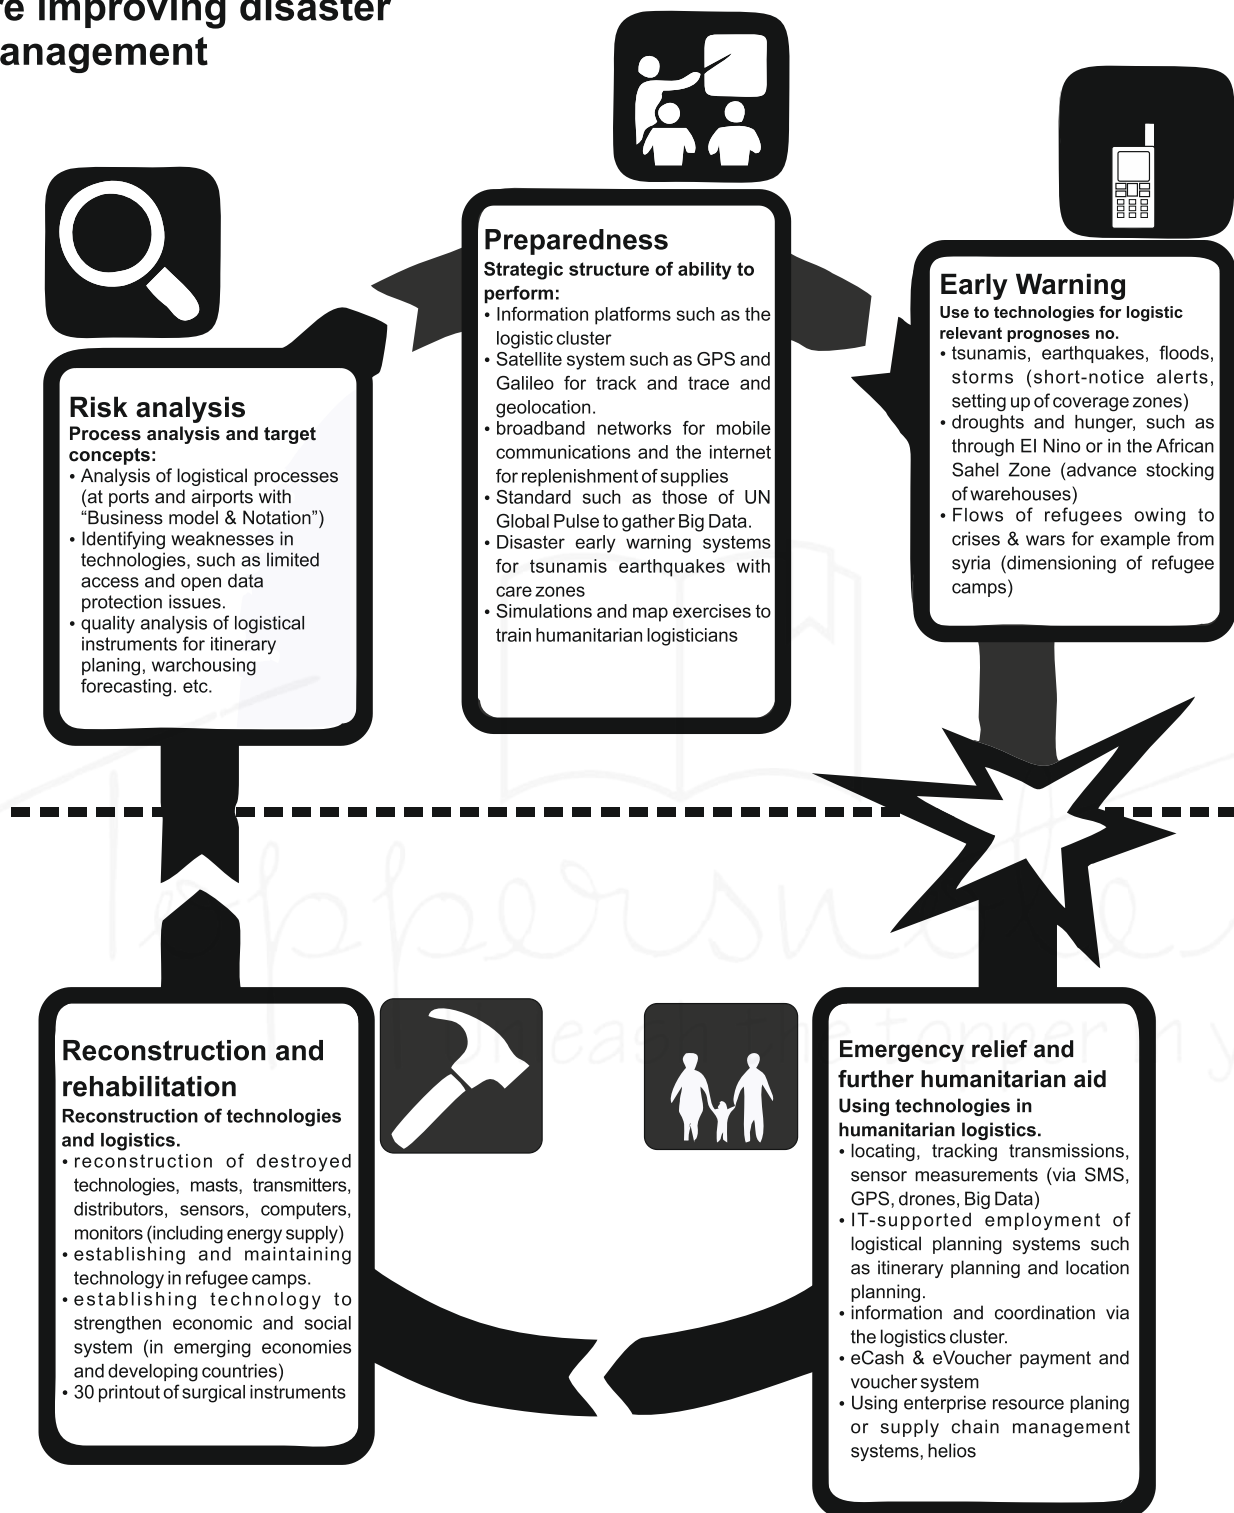 re improving disaster
anagement
Risk analysis
Process analysis and target
concepts:
• Analysis of logistical processes
(at ports and airports with
“Business model & Notation”)
• Identifying weaknesses in
technologies, such as limited
access and open data
protection issues.
• quality analysis of logistical
instruments for itinerary
planing, warchousing
forecasting. etc.
Preparedness
Strategic structure of ability to
perform:
• Information platforms such as the
logistic cluster
• Satellite system such as GPS and
Galileo for track and trace and
geolocation.
• broadband networks for mobile
communications and the internet
for replenishment of supplies
• Standard such as those of UN
Global Pulse to gather Big Data.
• Disaster early warning systems
for tsunamis earthquakes with
care zones
• Simulations and map exercises to
train humanitarian logisticians
Early Warning
Use to technologies for logistic
relevant prognoses no.
• tsunamis, earthquakes, floods,
storms (short-notice alerts,
setting up of coverage zones)
• droughts and hunger, such as
through EI Nino or in the African
Sahel Zone (advance stocking
of warehouses)
• Flows of refugees owing to
crises & wars for example from
syria (dimensioning of refugee
camps)
Reconstruction and
rehabilitation
Reconstruction of technologies
and logistics.
• reconstruction of destroyed
technologies, masts, transmitters,
distributors, sensors, computers,
monitors (including energy supply)
• establishing and maintaining
technology in refugee camps.
• establishing technology to
strengthen economic and social
system (in emerging economies
and developing countries)
• 30 printout of surgical instruments
Emergency relief and
further humanitarian aid
Using technologies in
humanitarian logistics.
• locating, tracking transmissions,
sensor measurements (via SMS,
GPS, drones, Big Data)
• IT-supported employment of
logistical planning systems such
as itinerary planning and location
planning.
• information and coordination via
the logistics cluster.
• eCash & eVoucher payment and
voucher system
• Using enterprise resource planing
or supply chain management
systems, helios
Toppersnote
Unleash the topper in y